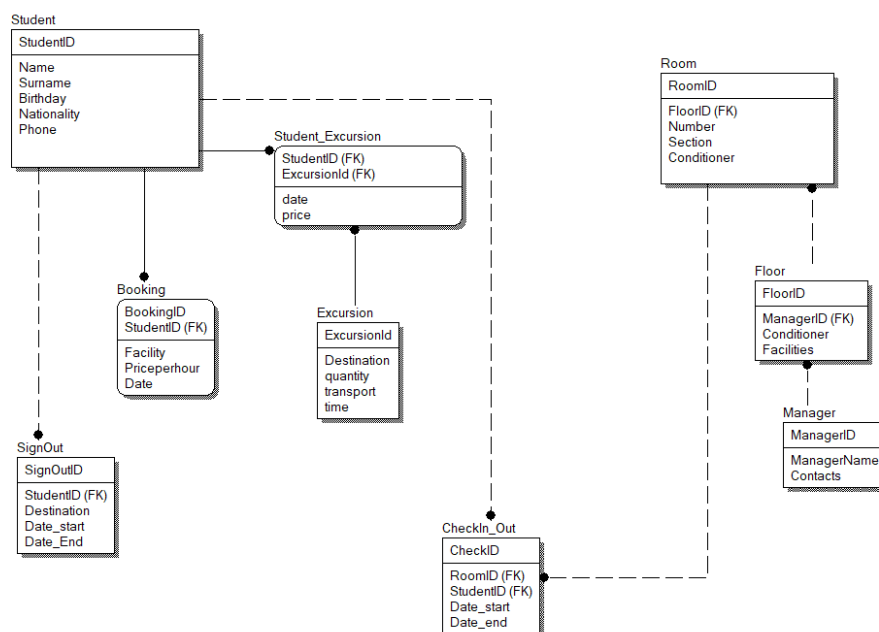 Student
StudentID
Name
Surname
Birthday
Nationality
Phone
Room
RoomID
FloorID (FK)
Number
Section
Conditioner
Student_Excursion
StudentID (FK)
ExcursionId (FK)
date
price
Booking
BookingID
StudentID (FK)
Facility
Priceperhour
Date
Excursion
ExcursionId
Destination
quantity
transport
time
Floor
FloorID
ManagerID (FK)
Conditioner
Facilities
Manager
ManagerID
ManagerName
Contacts
SignOut
SignOutID
StudentID (FK)
Destination
Date_start
Date_End
CheckIn_Out
CheckID
RoomID (FK)
StudentID (FK)
Date_start
Date_end